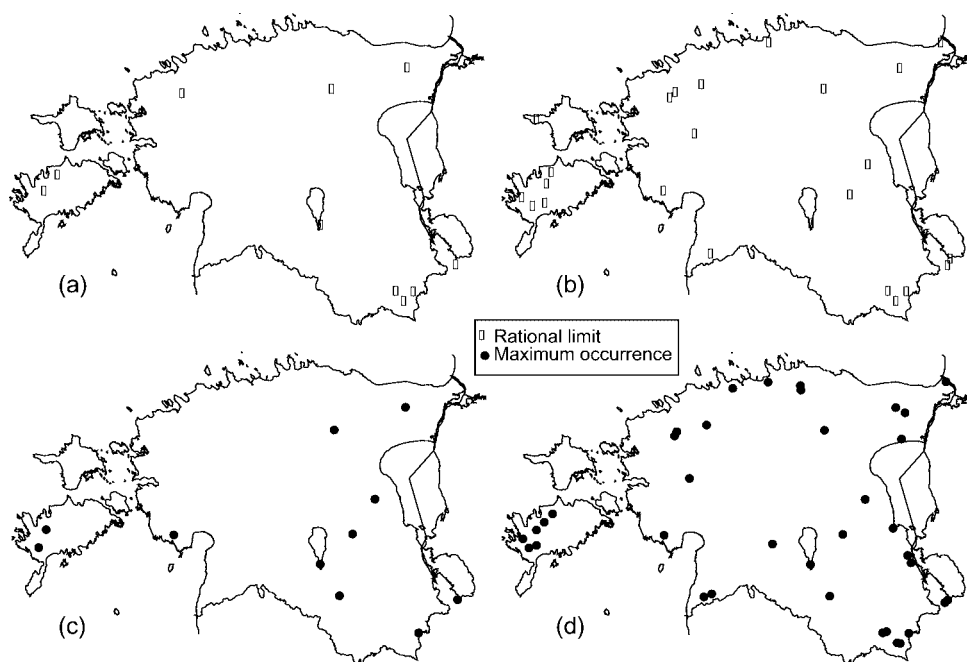 (a)
(b)
Rational limit
Maximum occurrence
(c)
(d)